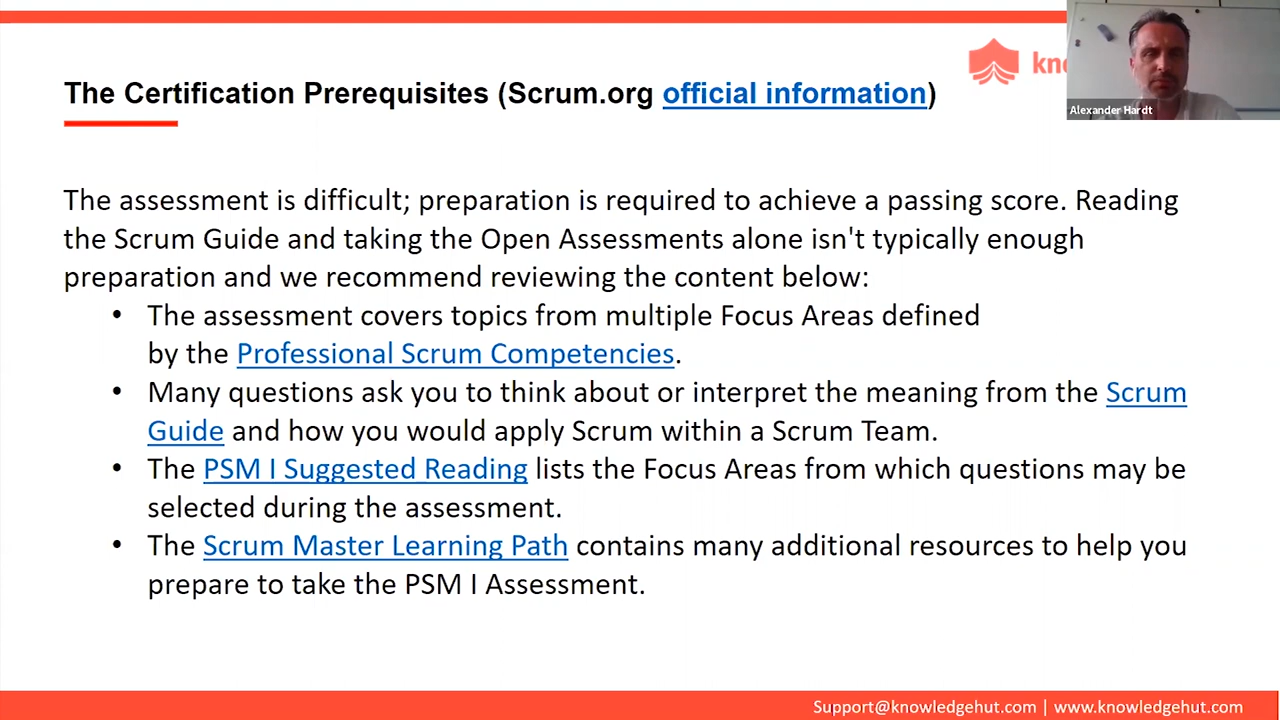 The Certification Prerequisites (Scrum.org official information)
Alexander Hardt
The assessment is difficult; preparation is required to achieve a passing score. Reading
the Scrum Guide and taking the Open Assessments alone isn't typically enough
preparation and we recommend reviewing the content below:
• The assessment covers topics from multiple Focus Areas defined
by the Professional Scrum Competencies.
• Many questions ask you to think about or interpret the meaning from the Scrum
Guide and how you would apply Scrum within a Scrum Team.
• The PSM I Suggested Reading lists the Focus Areas from which questions may be
selected during the assessment.
• The Scrum Master Learning Path contains many additional resources to help you
prepare to take the PSM I Assessment.
Support@knowledgehut.com | www.knowledgehut.com